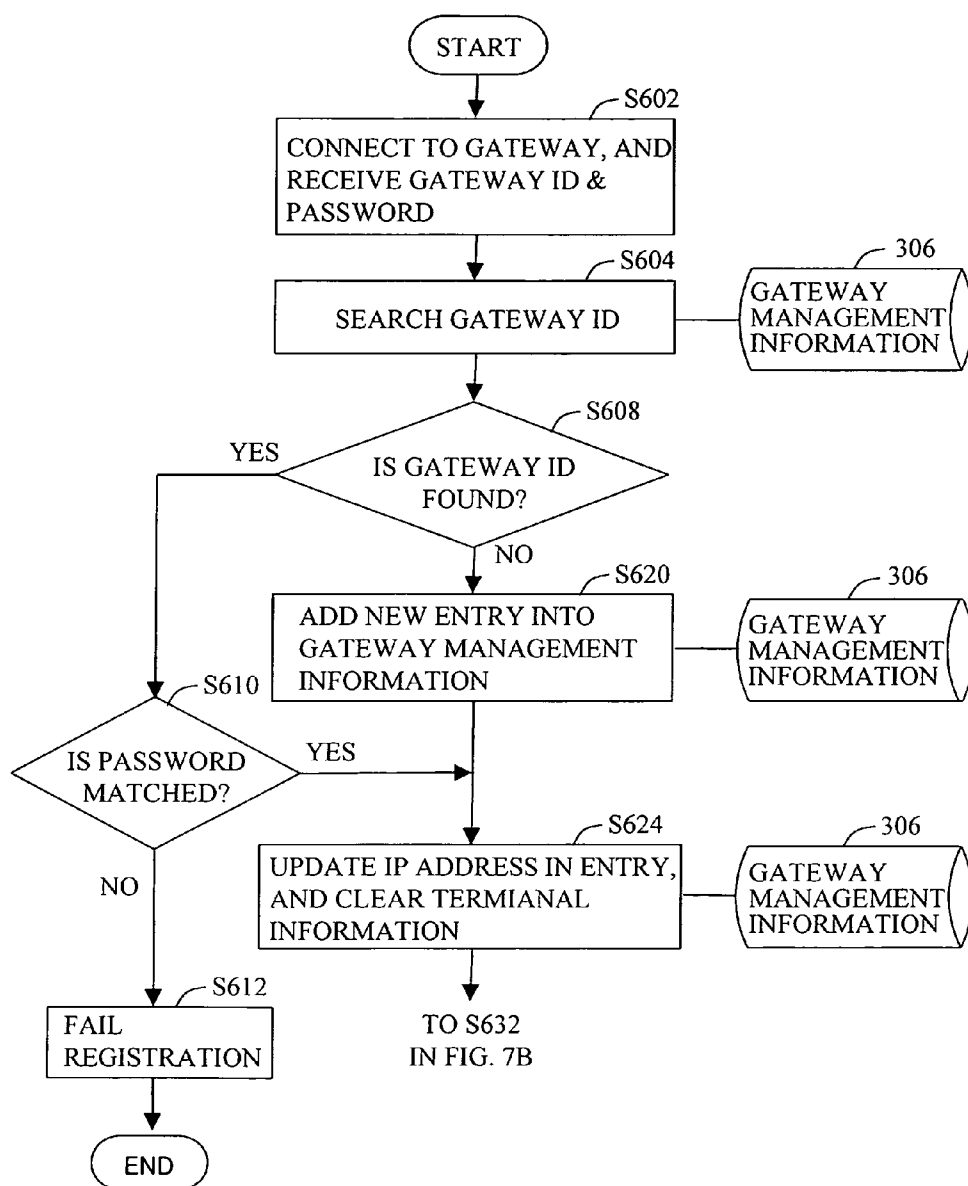 START
S602
CONNECT TO GATEWAY, AND
RECEIVE GATEWAY ID &
PASSWORD
S604
306
SEARCH GATEWAY ID
GATEWAY
MANAGEMENT
INFORMATION
S608
YES
IS GATEWAY ID
FOUND?
NO
S620
306
ADD NEW ENTRY INTO
GATEWAY MANAGEMENT
INFORMATION
GATEWAY
MANAGEMENT
INFORMATION
S610
IS PASSWORD
MATCHED?
YES
NO
S624
306
UPDATE IP ADDRESS IN ENTRY,
AND CLEAR TERMIANAL
INFORMATION
GATEWAY
MANAGEMENT
INFORMATION
S612
FAIL
REGISTRATION
TO S632
IN FIG. 7B
END